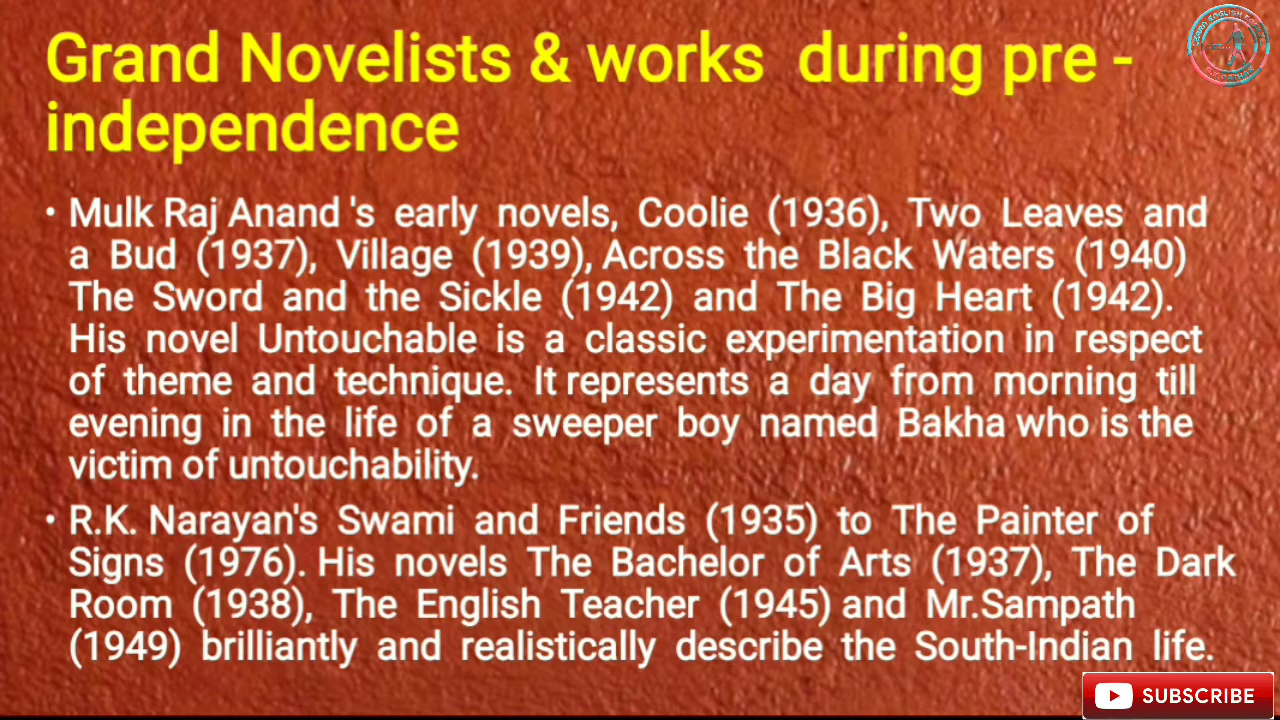 Grand Novelists & works during pre -
independence
• Mulk Raj Anand 's early novels, Coolie (1936), Two Leaves and
a Bud (1937), Village (1939), Across the Black Waters (1940)
The Sword and the Sickle (1942) and The Big Heart (1942).
His novel Untouchable is a classic experimentation in respect
of theme and technique. It represents a day from morning till
evening in the life of a sweeper boy named Bakha who is the
victim of untouchability.
• R.K. Narayan's Swami and Friends (1935) to The Painter of
Signs (1976). His novels The Bachelor of Arts (1937), The Dark
Room (1938), The English Teacher (1945) and Mr.Sampath
(1949) brilliantly and realistically describe the South-Indian life.
SUBSCRIBE